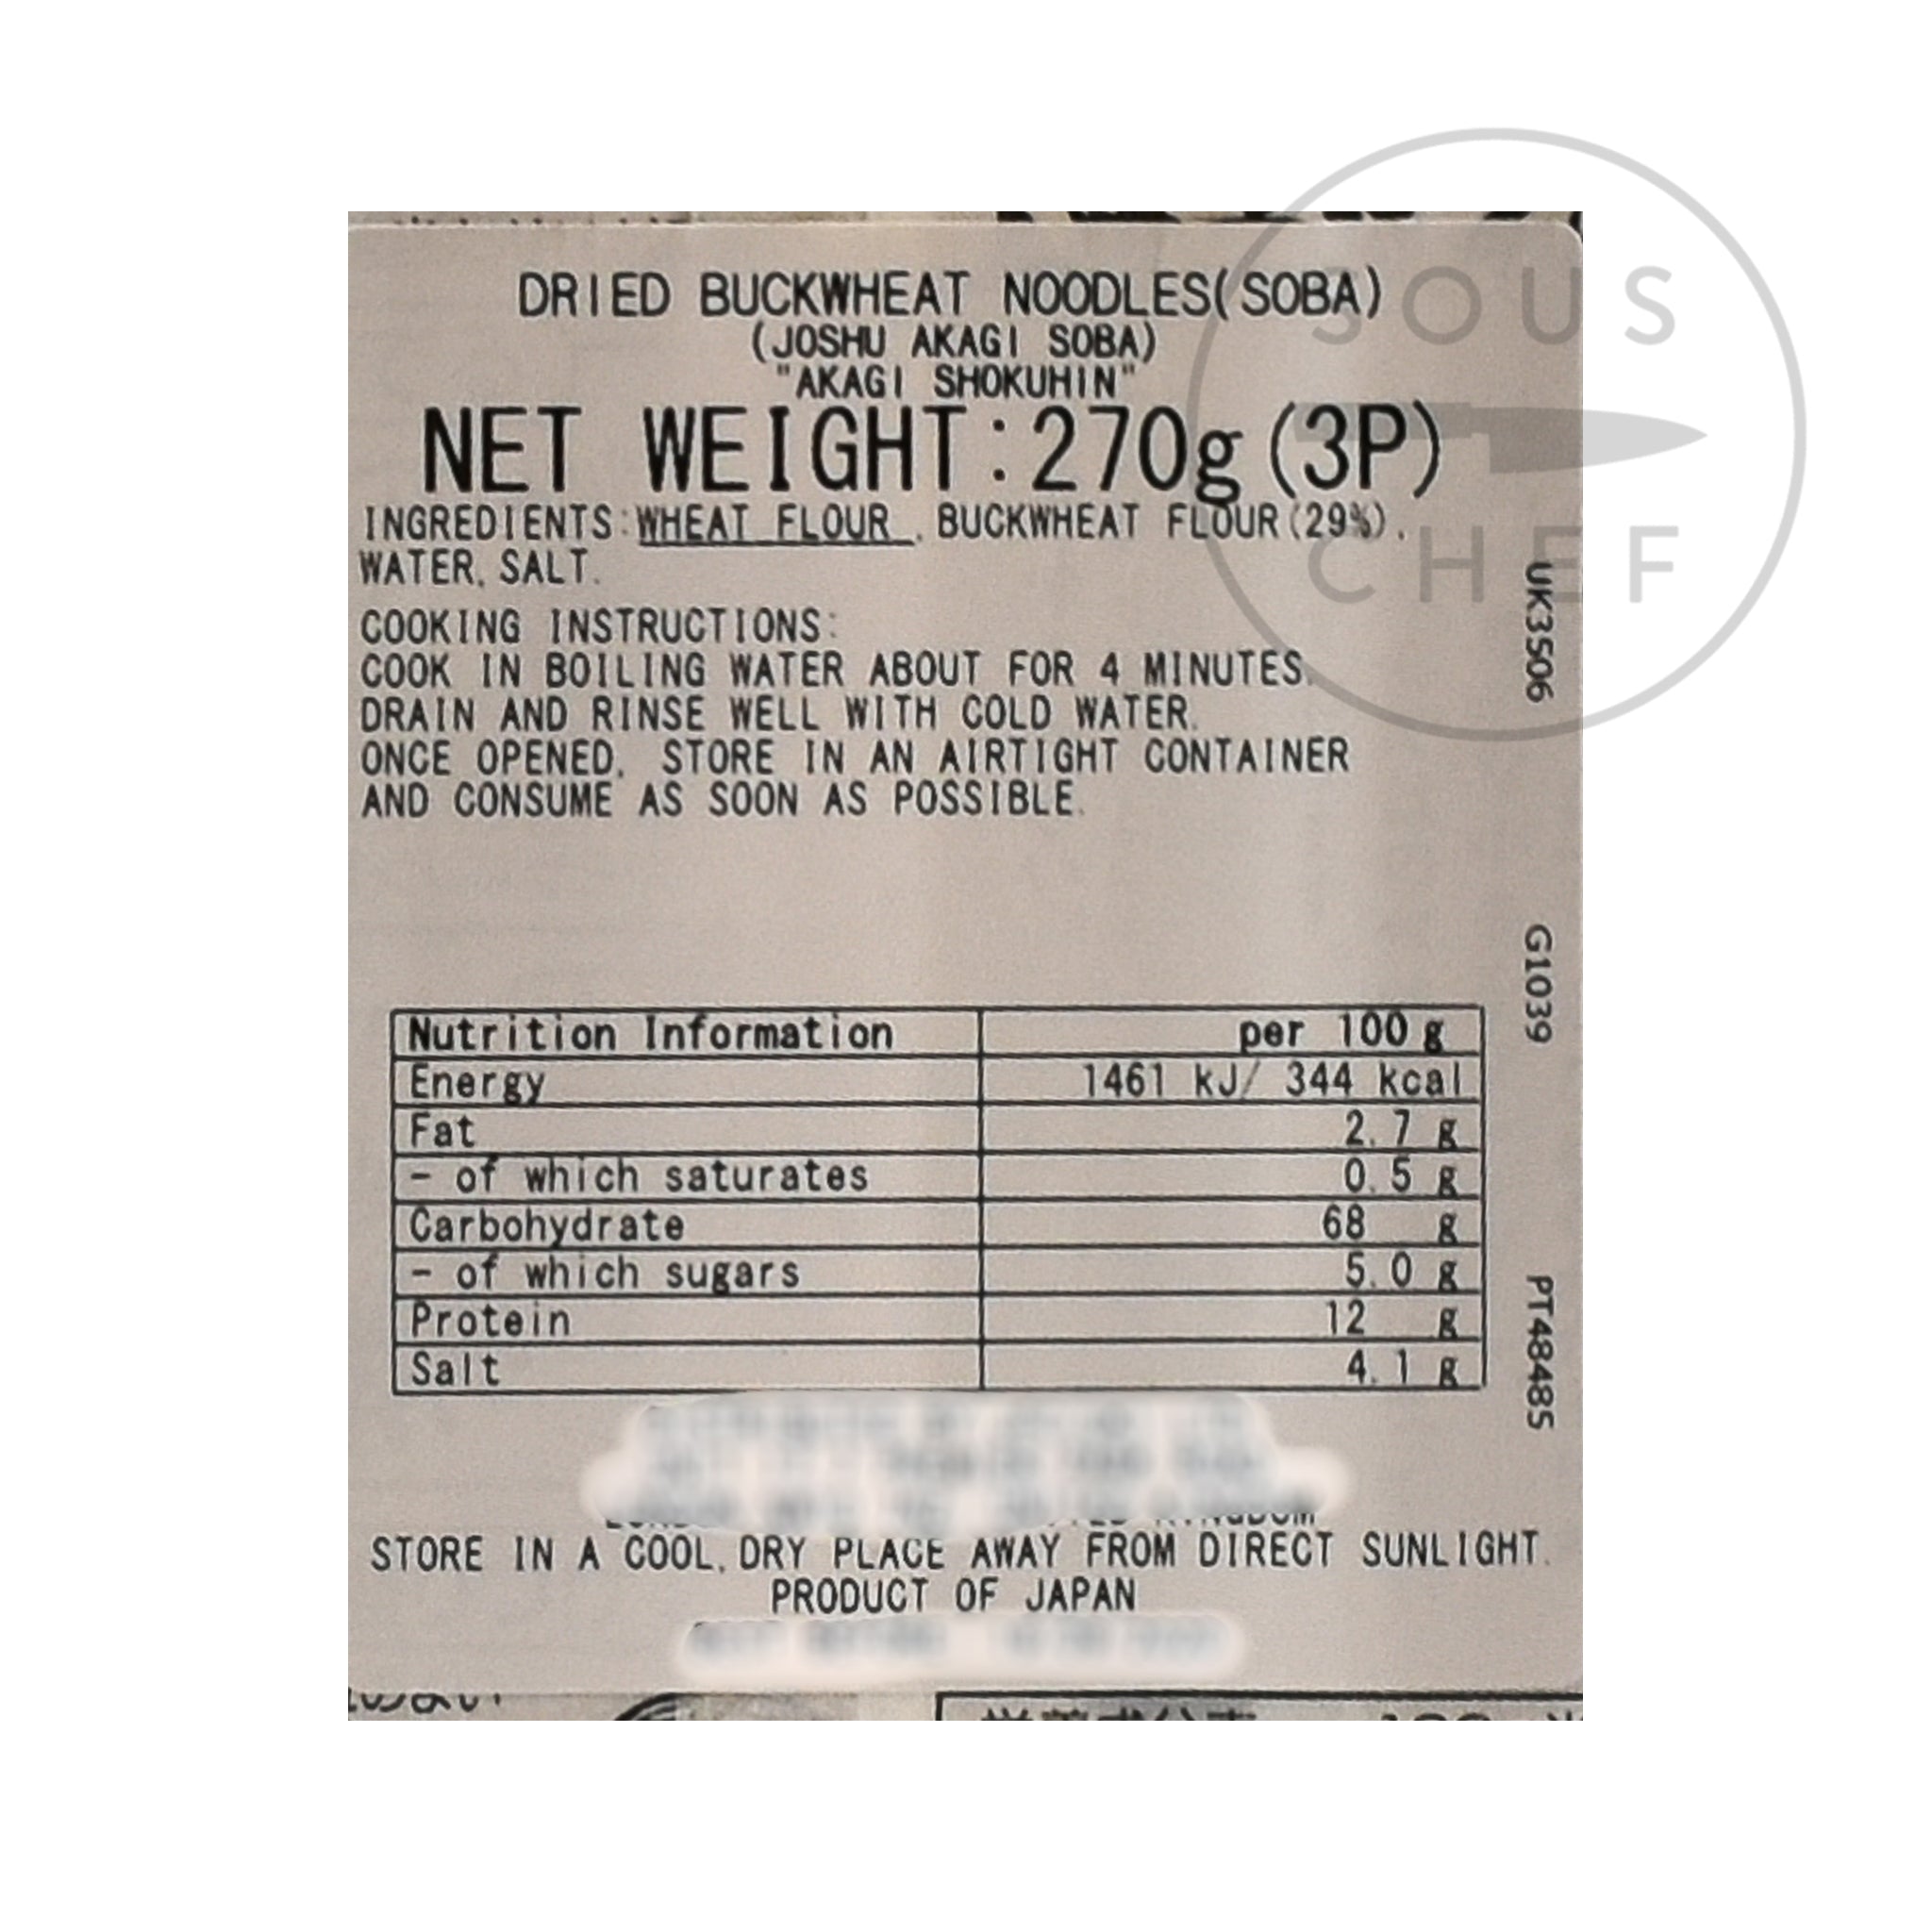 DRIED BUCKWHEAT NOODLES(SOBA)
(JOSHU AKAGI SOBA)
"AKAGI SHOKUHIN"
NET WEIGHT:270g(3P)
INGREDIENTS:WHEAT FLOUR, BUCKWHEAT FLOUR(29%),
WATER, SALT.
COOKING INSTRUCTIONS:
COOK IN BOILING WATER ABOUT FOR 4 MINUTES.
DRAIN AND RINSE WELL WITH COLD WATER.
ONCE OPENED, STORE IN AN AIRTIGHT CONTAINER
AND CONSUME AS SOON AS POSSIBLE.
Nutrition Information per 100g
Energy 1461 kJ/ 344 kcal
Fat 2.7 g
- of which saturates 0.5 g
Carbohydrate 68 g
- of which sugars 5.0 g
Protein 12 g
Salt 4.1 g
STORE IN A COOL, DRY PLACE AWAY FROM DIRECT SUNLIGHT.
PRODUCT OF JAPAN
UK3506
G1039
PT48485
SOUS
CHEF